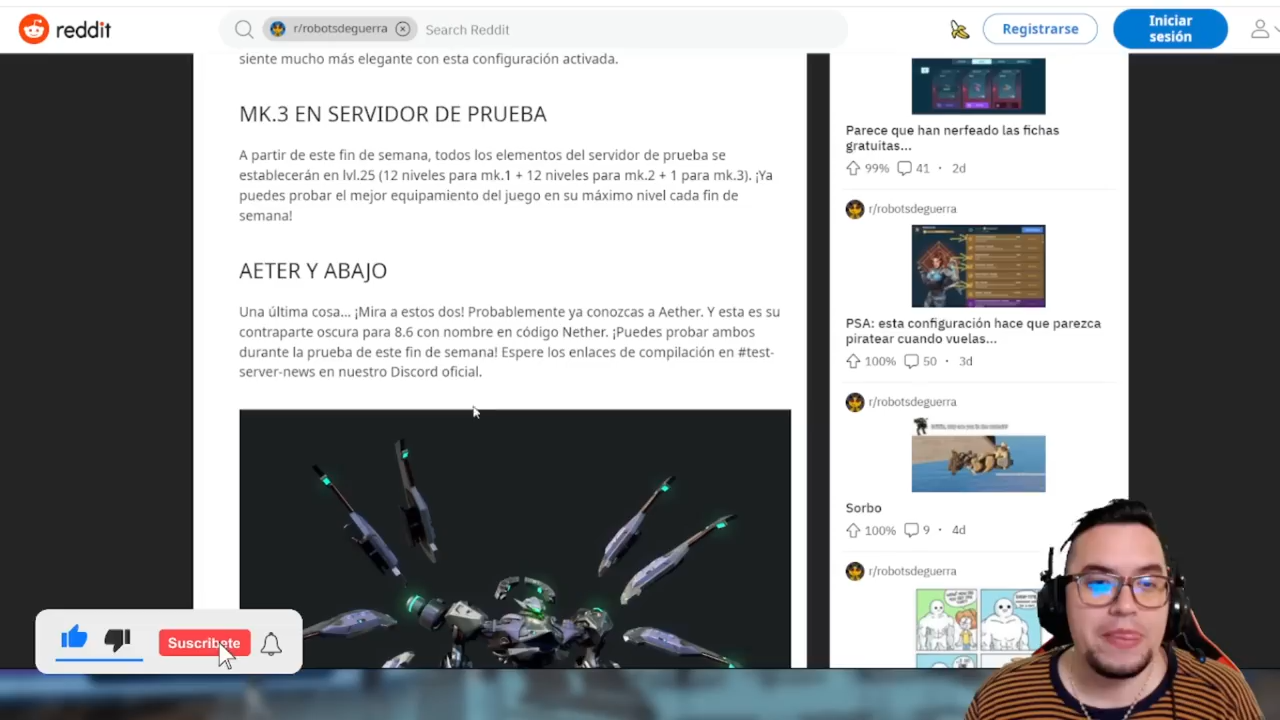 reddit
r/robotsdeguerra
Search Reddit
Registrarse
Iniciar
sesión
siente mucho más elegante con esta configuración activada.
MK.3 EN SERVIDOR DE PRUEBA
A partir de este fin de semana, todos los elementos del servidor de prueba se
establecerán en lvl.25 (12 niveles para mk.1 + 12 niveles para mk.2 + 1 para mk.3). ¡Ya
puedes probar el mejor equipamiento del juego en su máximo nivel cada fin de
semana!
AETER Y ABAJO
Una última cosa... ¡Mira a estos dos! Probablemente ya conozcas a Aether. Y esta es su
contraparte oscura para 8.6 con nombre en código Nether. ¡Puedes probar ambos
durante la prueba de este fin de semana! Espere los enlaces de compilación en #test-
server-news en nuestro Discord oficial.
Parece que han nerfeado las fichas
gratuitas...
99% 41 · 2d
r/robotsdeguerra
PSA: esta configuración hace que parezca
piratear cuando vuelas...
100% 50 · 3d
r/robotsdeguerra
Sorbo
100% 9 · 4d
r/robotsdeguerra
Suscribete